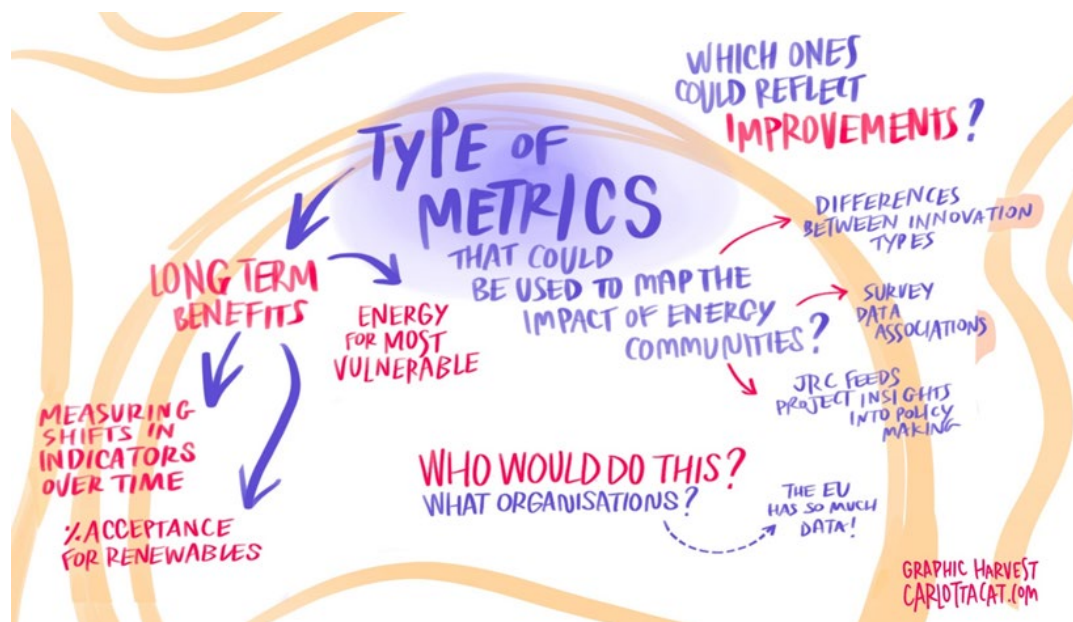 TYPE OF
METRICS
THAT COULD
BE USED TO MAP THE
IMPACT OF ENERGY
COMMUNITIES?
WHICH ONES
COULD REFLECT
IMPROVEMENTS?
LONG TERM
BENEFITS
ENERGY
FOR MOST
VULNERABLE
MEASURING
SHIFTS IN
INDICATORS
OVER TIME
% ACCEPTANCE
FOR RENEWABLES
DIFFERENCES
BETWEEN INNOVATION
TYPES
SURVEY
DATA
ASSOCIATIONS
JRC FEEDS
PROJECT INSIGHTS
INTO POLICY
MAKING
WHO WOULD DO THIS?
WHAT ORGANISATIONS?
THE EU
HAS SO MUCH
DATA!
GRAPHIC HARVEST
CARLOTTACAT.COM